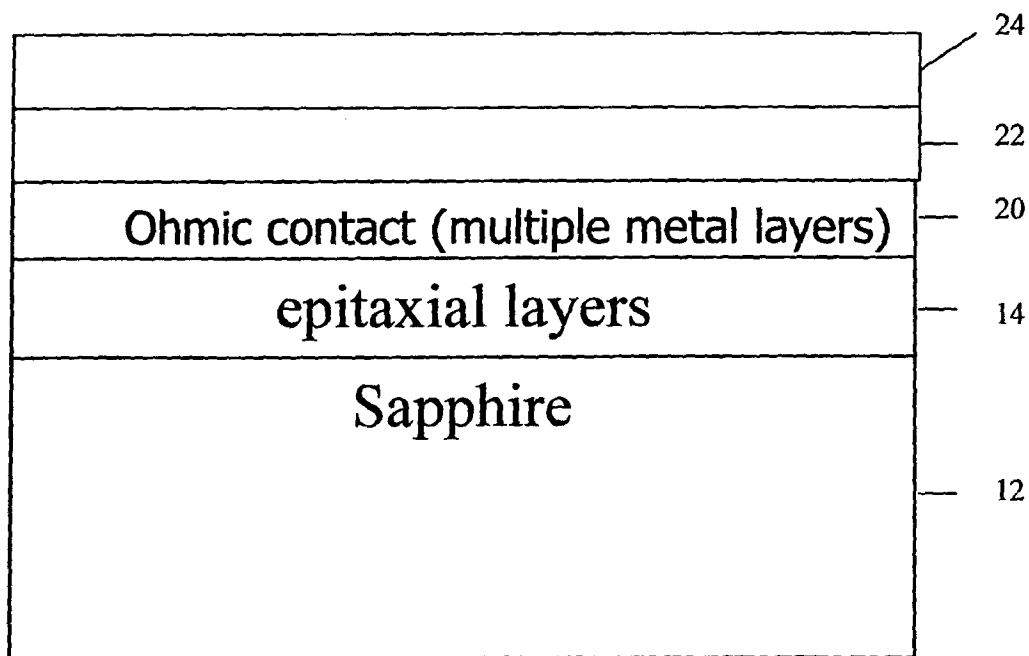 24
22
Ohmic contact (multiple metal layers) 20
epitaxial layers 14
Sapphire
12